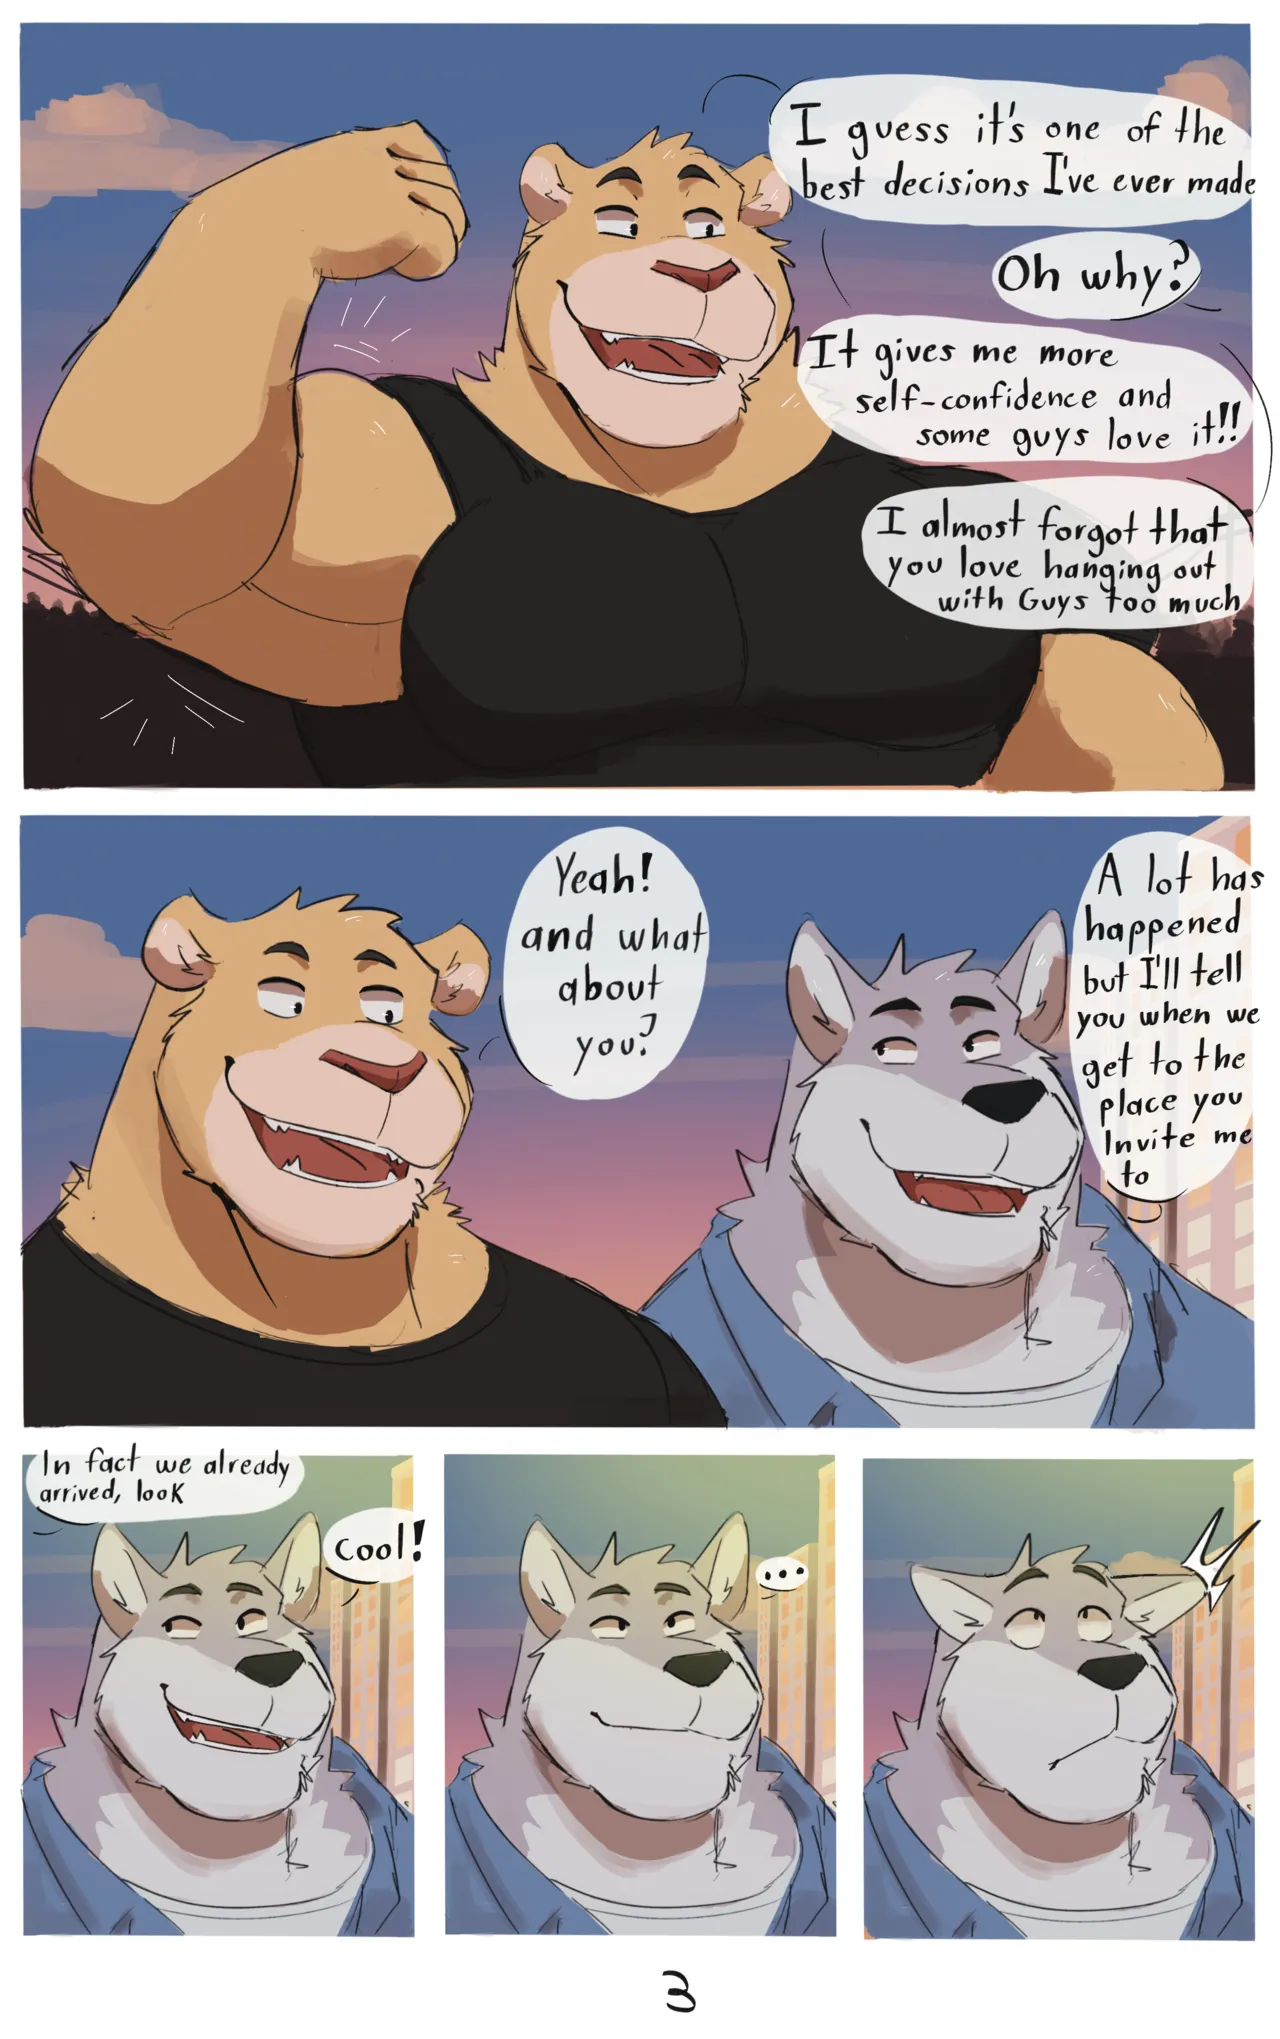 I guess it's one of the
best decisions I've ever made
Oh why?
It gives me more
self-confidence and
some guys love it!!
I almost forgot that
you love hanging out
with Guys too much
Yeah!
and what
about
you?
A lot has
happened
but I'll tell
you when we
get to the
place you
Invite me
to
In fact we already
arrived, look
cool!
...
3